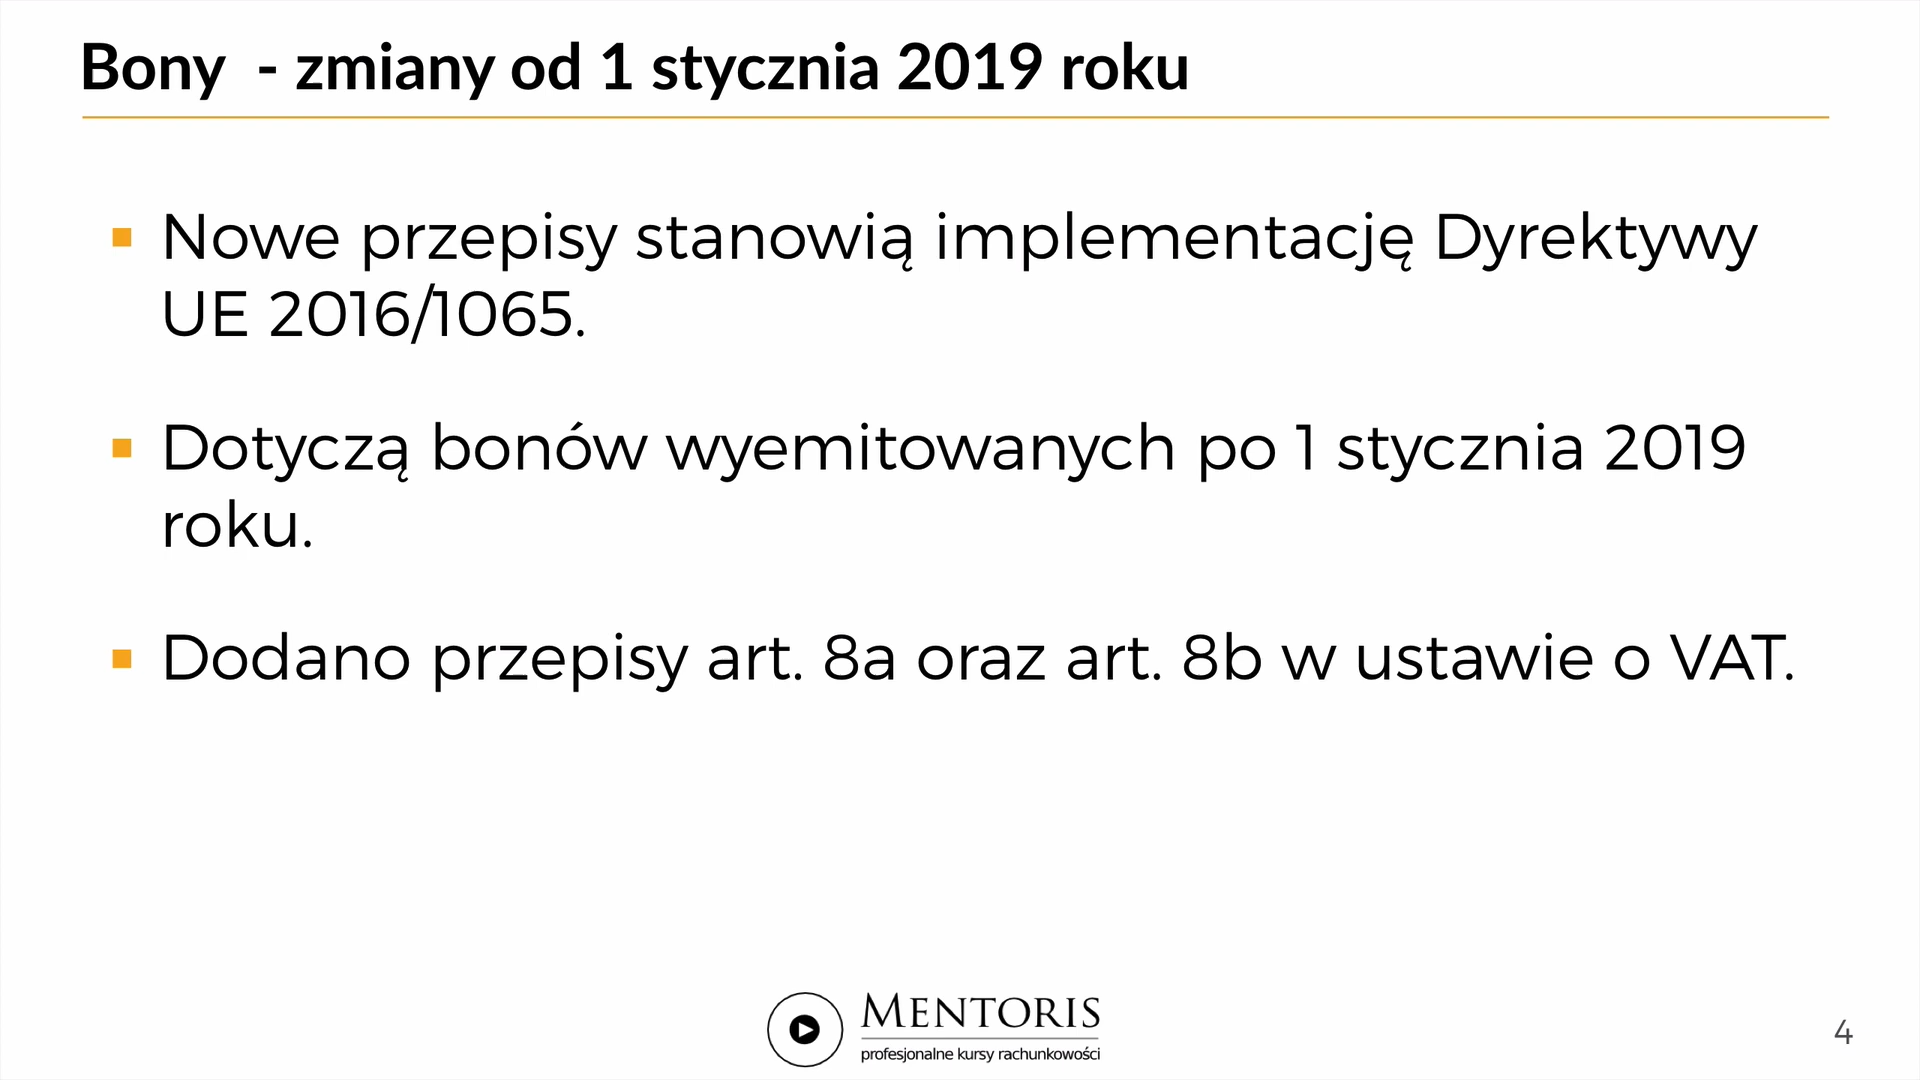 Bony  - zmiany od 1 stycznia 2019 roku
Nowe przepisy stanowią implementację Dyrektywy
UE 2016/1065.
Dotyczą bonów wyemitowanych po 1 stycznia 2019
roku.
Dodano przepisy art. 8a oraz art. 8b w ustawie o VAT.
MENTORIS
profesjonalne kursy rachunkowości
4